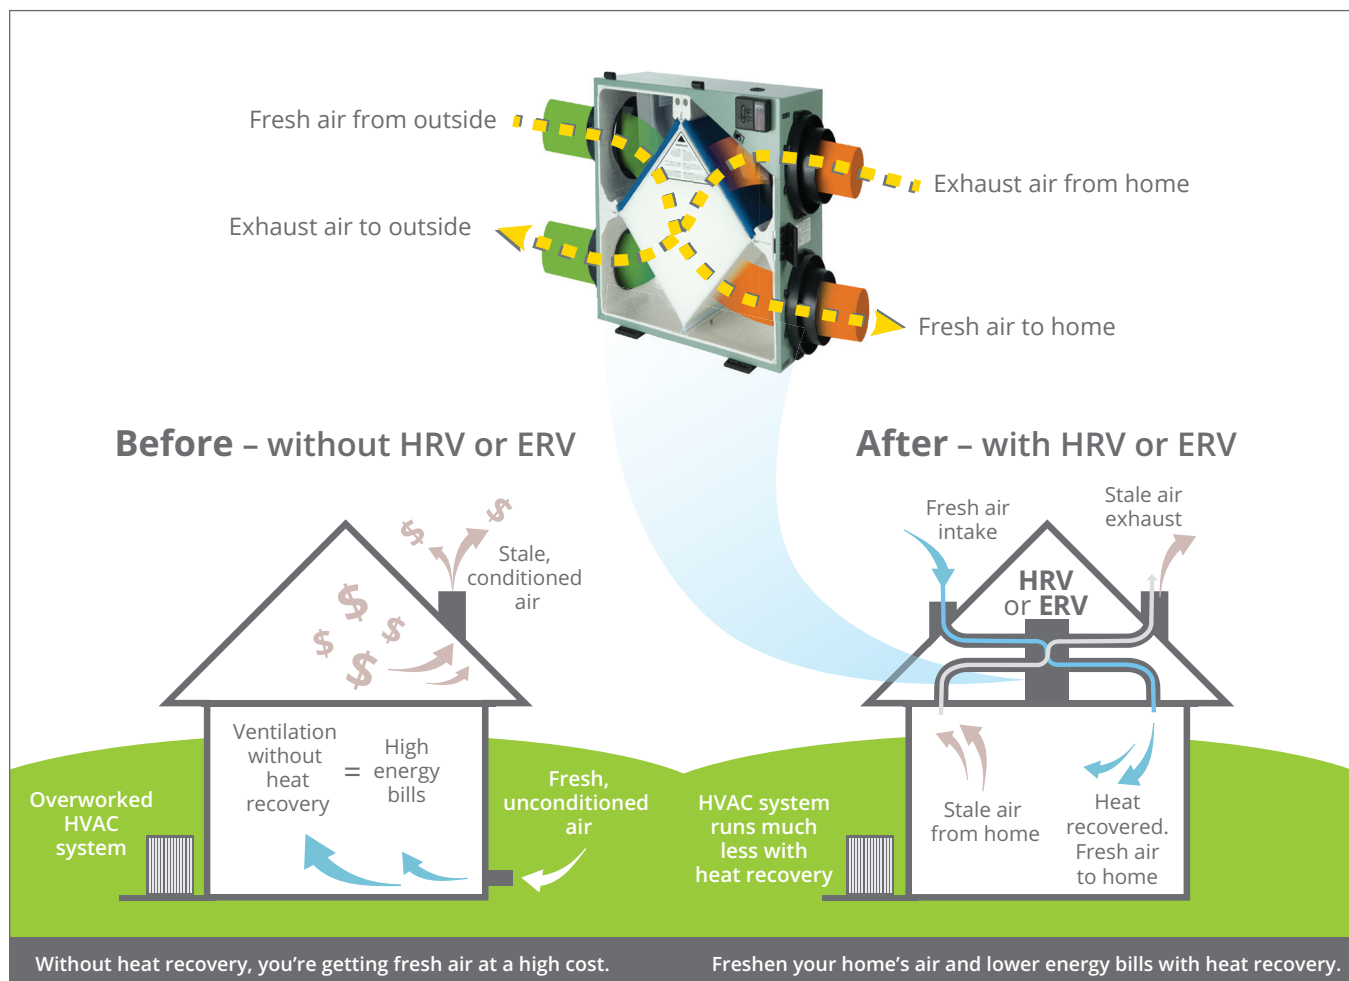 Fresh air from outside
Exhaust air from home
Exhaust air to outside
Fresh air to home
Before – without HRV or ERV
$
$
Stale,
conditioned
air
$
$
$
$
Ventilation
without
heat
recovery
=
High
energy
bills
Overworked
HVAC
system
Fresh,
unconditioned
air
Without heat recovery, you’re getting fresh air at a high cost.
After – with HRV or ERV
Fresh air
intake
Stale air
exhaust
HRV
or ERV
Stale air
from home
Heat
recovered.
Fresh air
to home
HVAC system
runs much
less with
heat recovery
Freshen your home’s air and lower energy bills with heat recovery.